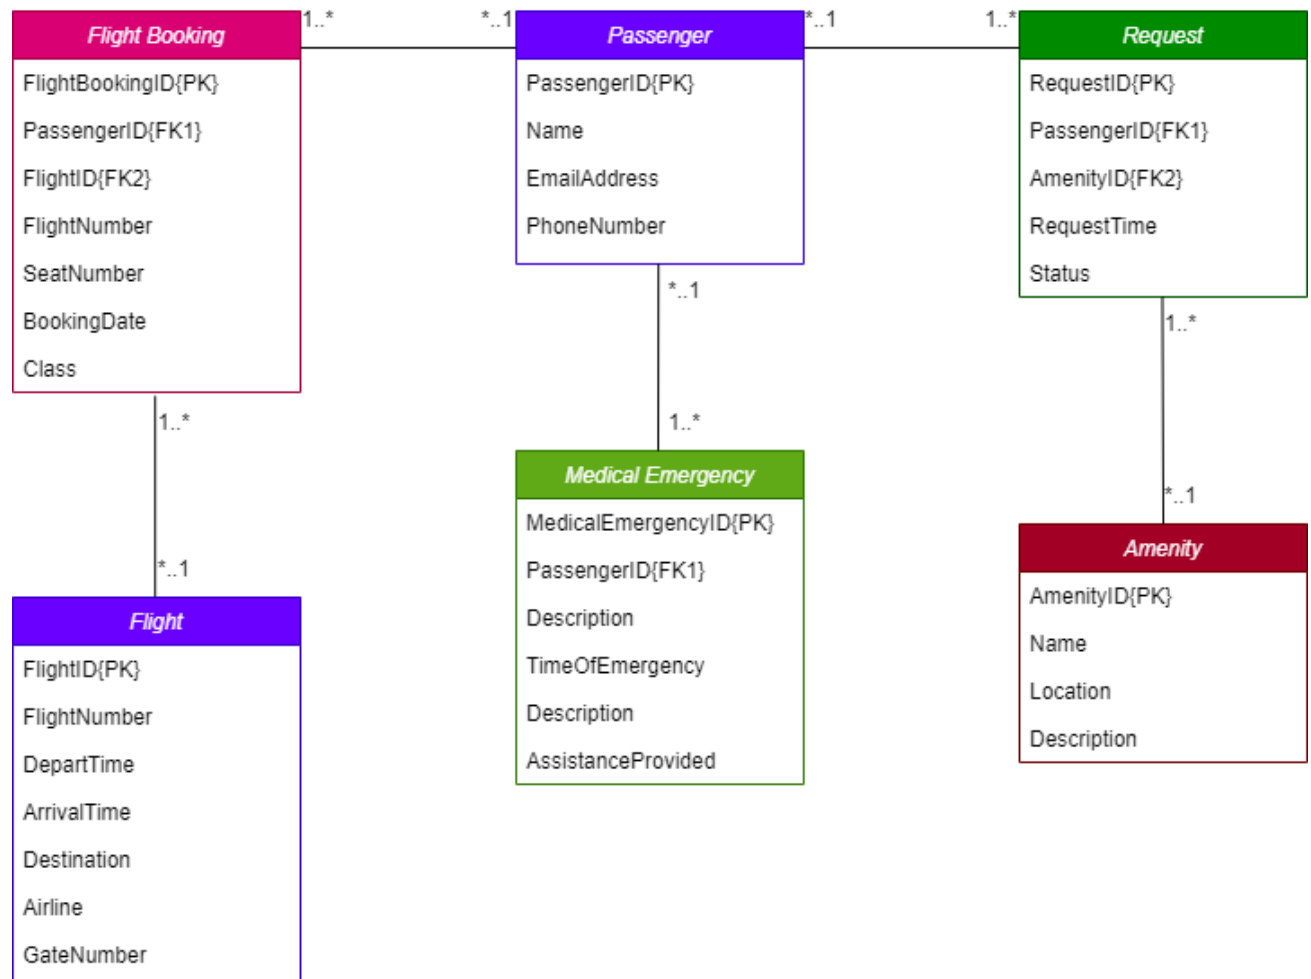 Flight Booking
FlightBookingID{PK}
PassengerID{FK1}
FlightID{FK2}
FlightNumber
SeatNumber
BookingDate
Class
1..*
*..1
Passenger
PassengerID{PK}
Name
EmailAddress
PhoneNumber
*..1
1..*
Request
RequestID{PK}
PassengerID{FK1}
AmenityID{FK2}
RequestTime
Status
1..*
*..1
*..1
1..*
1..*
*..1
Flight
FlightID{PK}
FlightNumber
DepartTime
ArrivalTime
Destination
Airline
GateNumber
Medical Emergency
MedicalEmergencyID{PK}
PassengerID{FK1}
Description
TimeOfEmergency
Description
AssistanceProvided
Amenity
AmenityID{PK}
Name
Location
Description